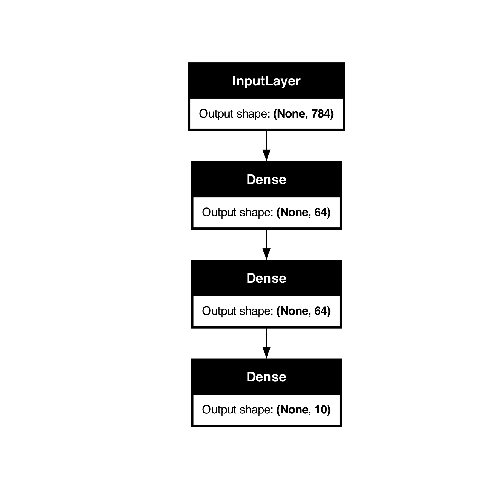 InputLayer
Output shape: (None, 784)
Dense
Output shape: (None, 64)
Dense
Output shape: (None, 64)
Dense
Output shape: (None, 10)